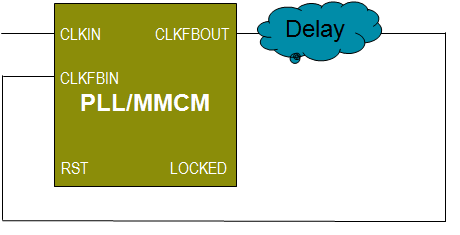 CLKIN
CLKFBOUT
Delay
CLKFBIN
PLL/MMCM
RST
LOCKED